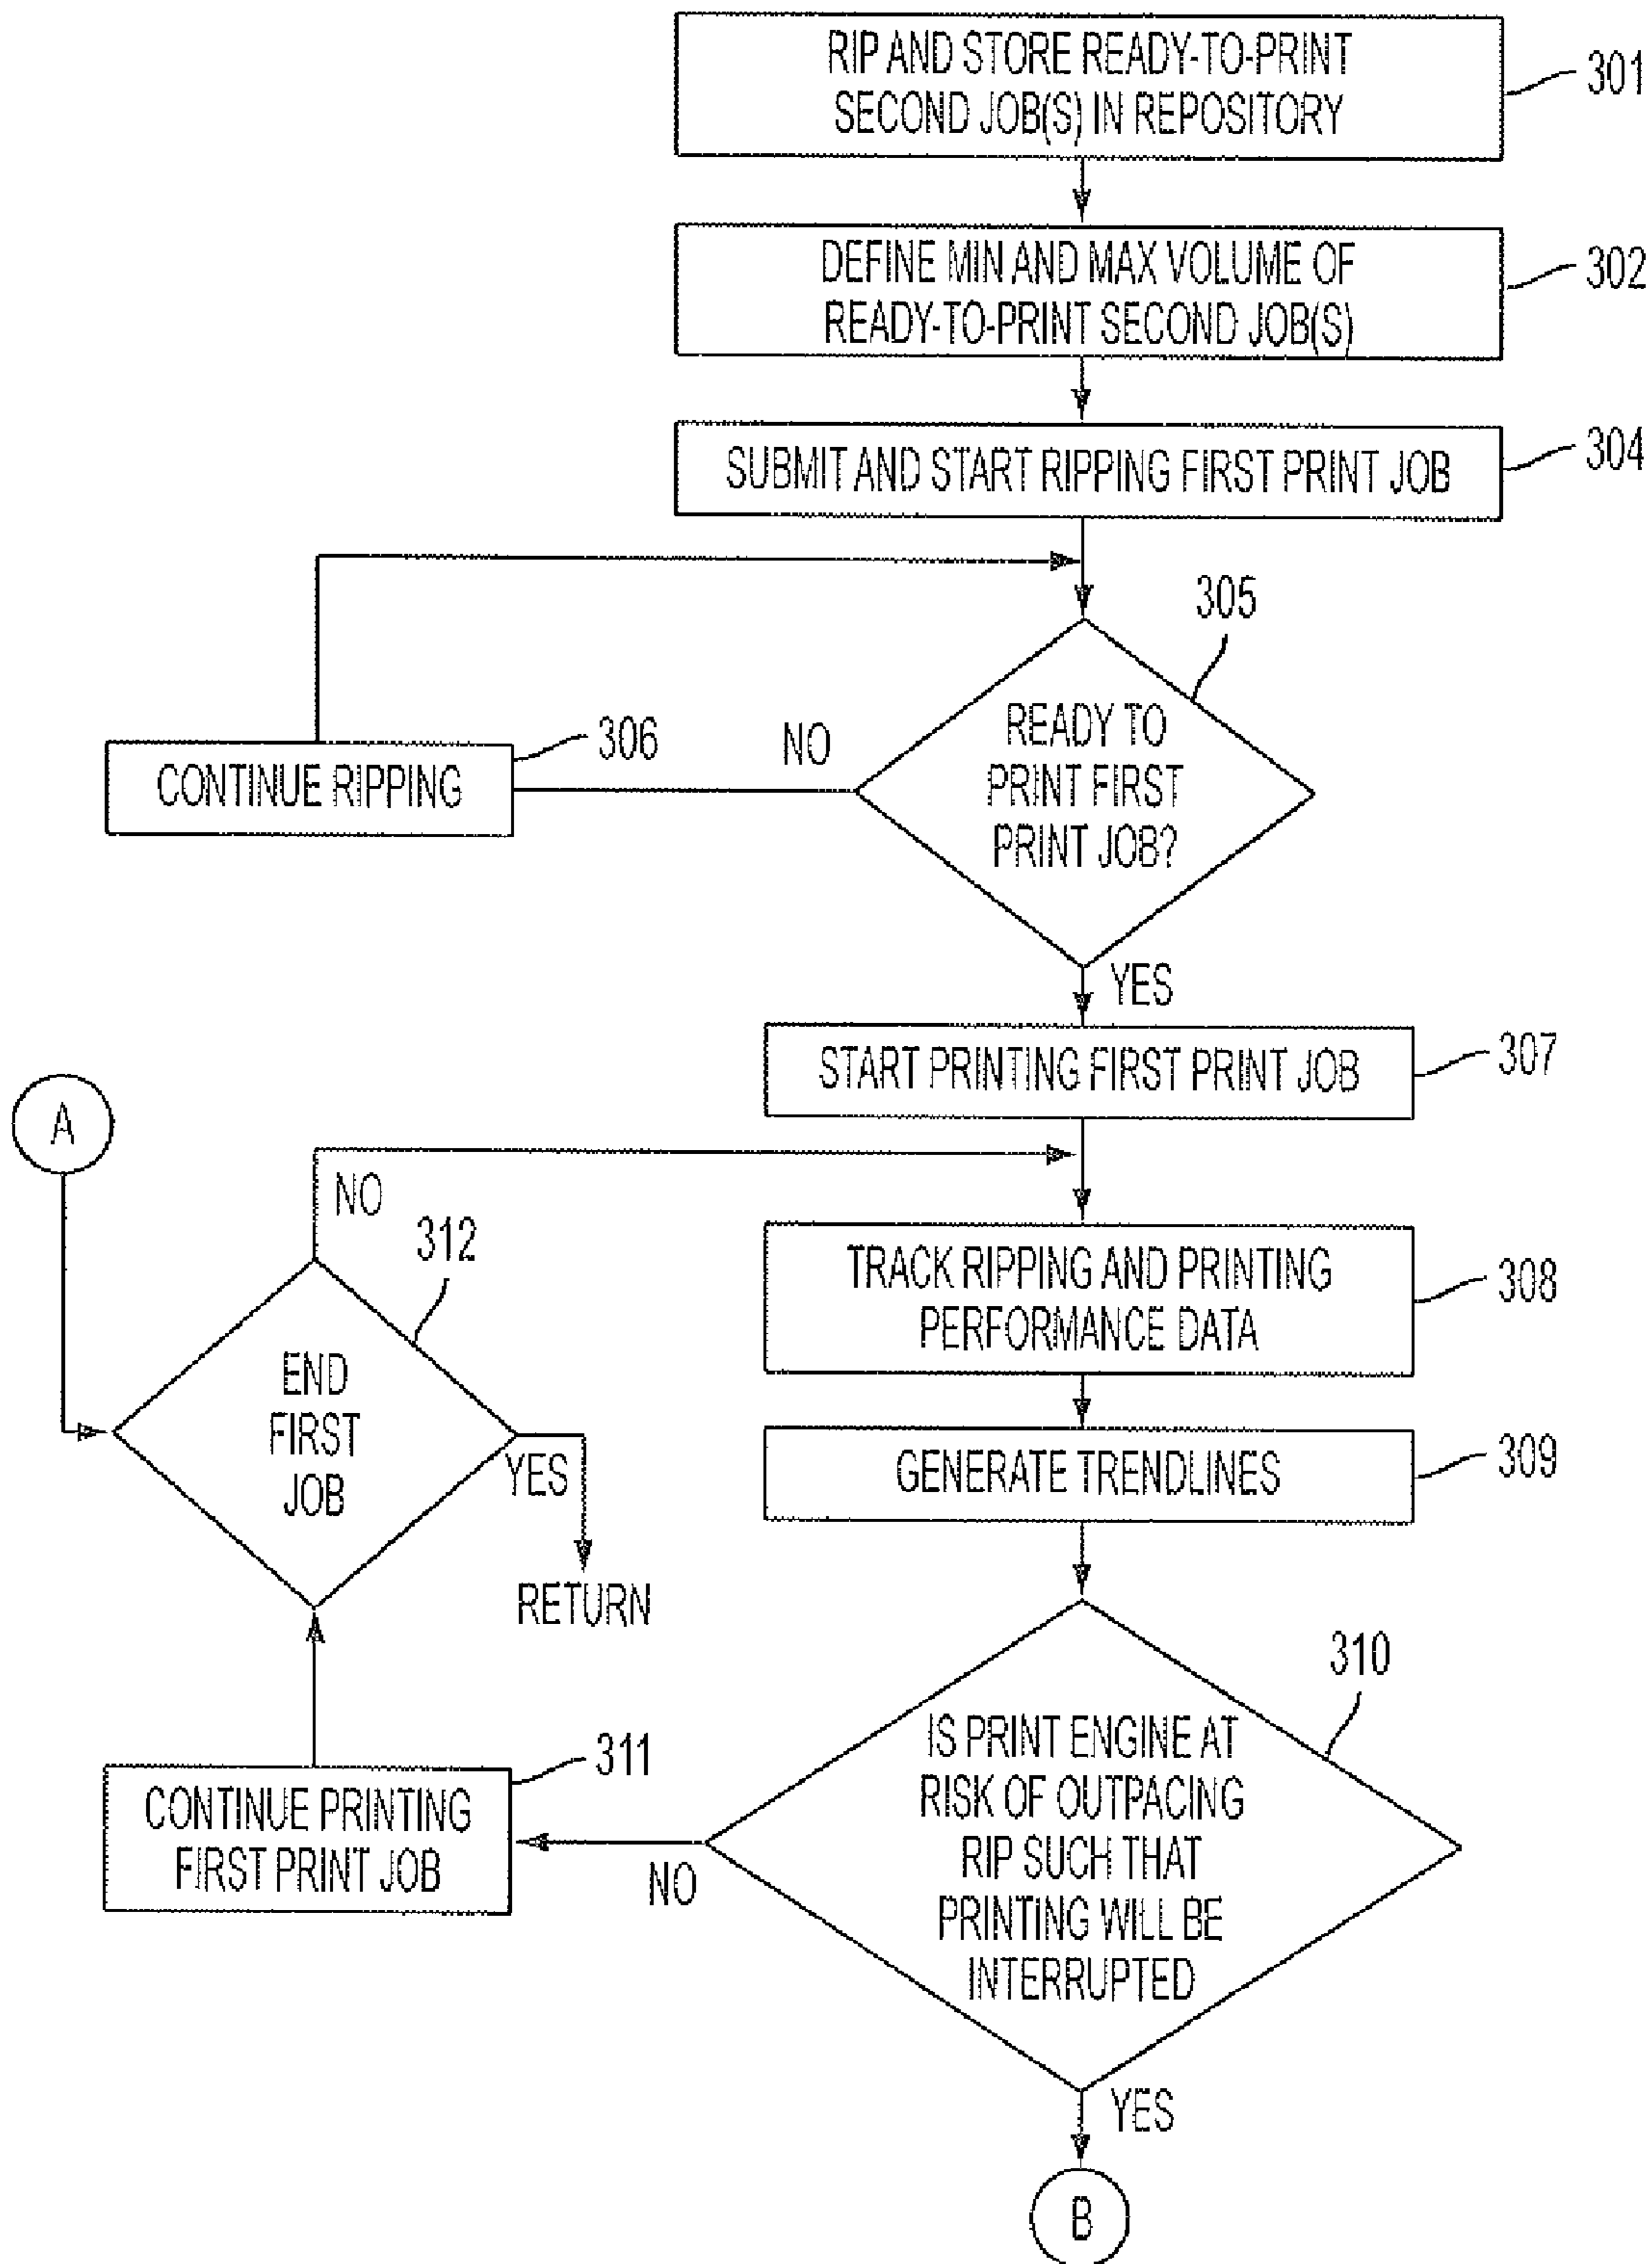 RIP AND STORE READY-TO-PRINT
SECOND JOB(S) IN REPOSITORY
301
DEFINE MIN AND MAX VOLUME OF
READY-TO-PRINT SECOND JOB(S)
302
SUBMIT AND START RIPPING FIRST PRINT JOB
304
305
READY TO
PRINT FIRST
PRINT JOB?
NO
306
CONTINUE RIPPING
YES
START PRINTING FIRST PRINT JOB
307
A
NO
312
END
FIRST
JOB
YES
RETURN
TRACK RIPPING AND PRINTING
PERFORMANCE DATA
308
GENERATE TRENDLINES
309
310
IS PRINT ENGINE AT
RISK OF OUTPACING
RIP SUCH THAT
PRINTING WILL BE
INTERRUPTED
NO
311
CONTINUE PRINTING
FIRST PRINT JOB
YES
B